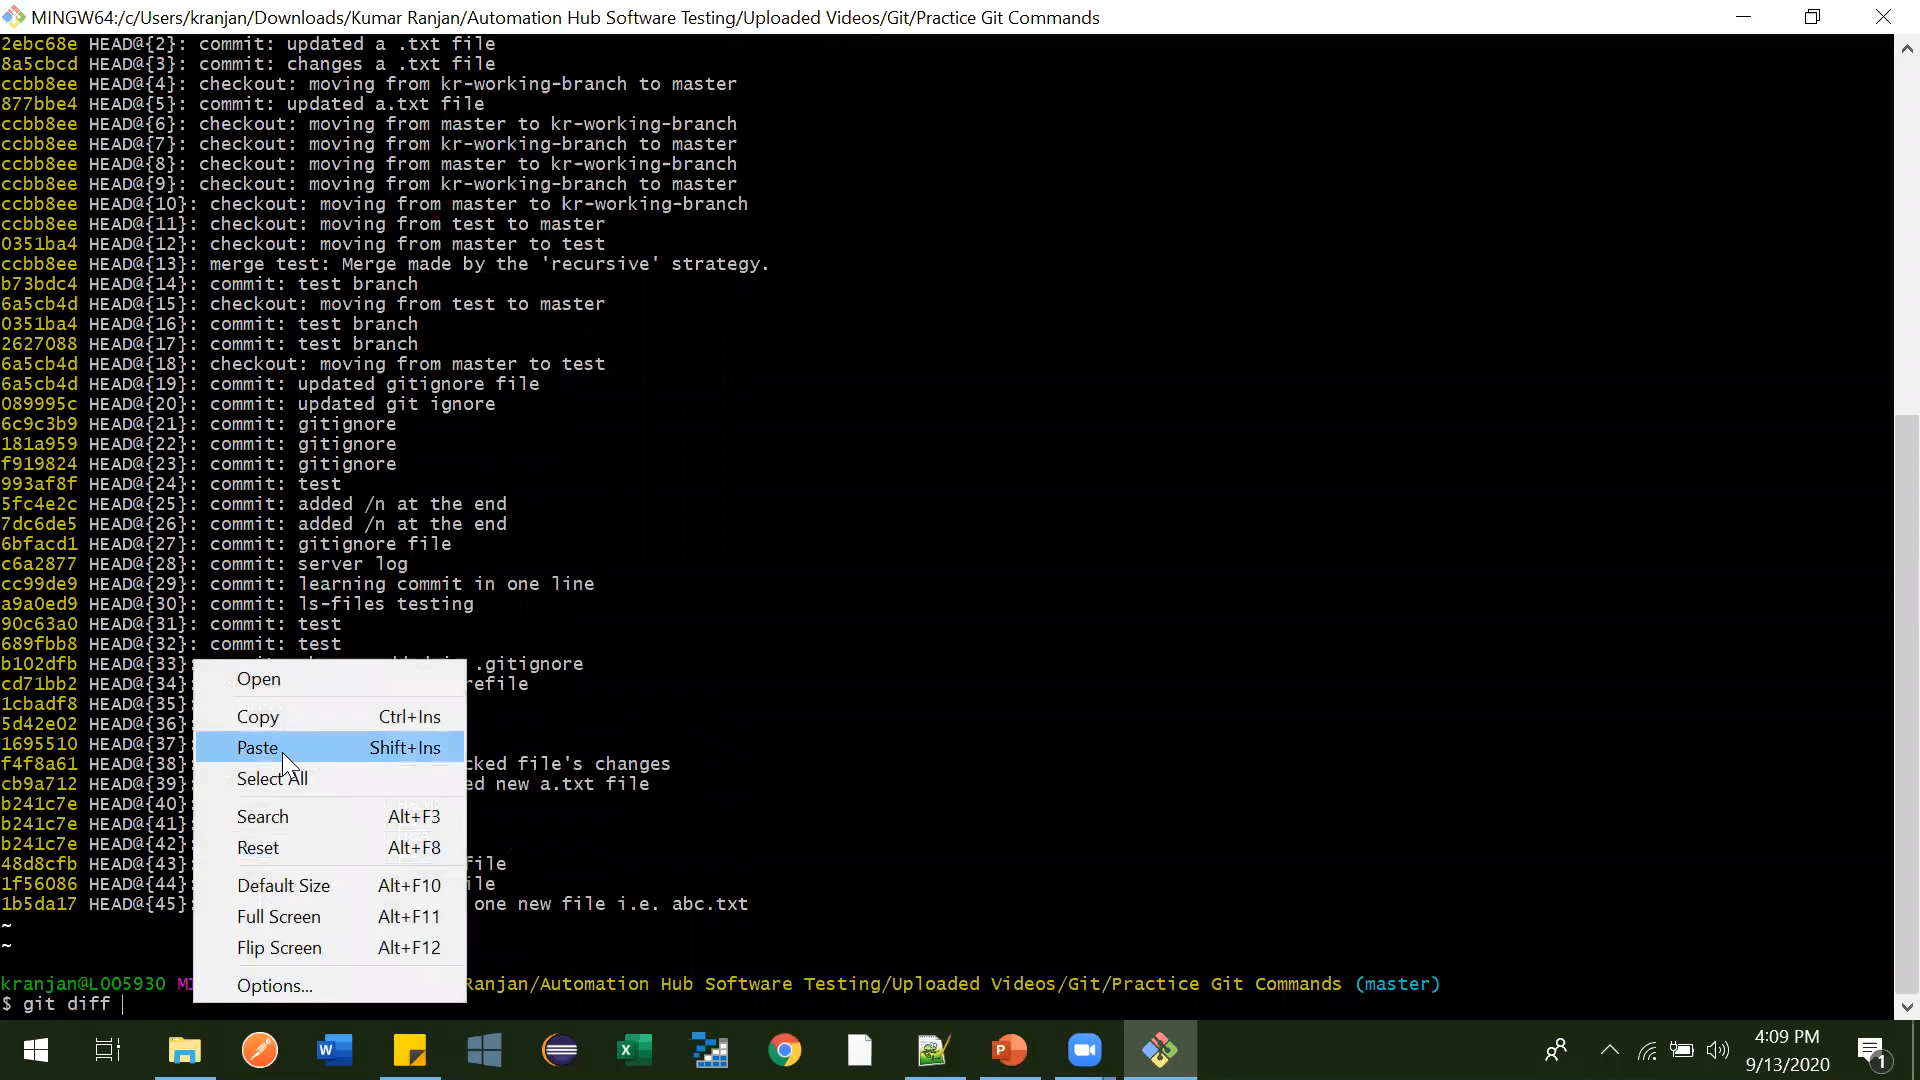 MINGW64:/c/Users/kranjan/Downloads/Kumar Ranjan/Automation Hub Software Testing/Uploaded Videos/Git/Practice Git Commands
2ebc68e HEAD@{2}: commit: updated a .txt file
8a5cbcd HEAD@{3}: commit: changes a .txt file
ccbb8ee HEAD@{4}: checkout: moving from kr-working-branch to master
877bbe4 HEAD@{5}: commit: updated a.txt file
ccbb8ee HEAD@{6}: checkout: moving from master to kr-working-branch
ccbb8ee HEAD@{7}: checkout: moving from kr-working-branch to master
ccbb8ee HEAD@{8}: checkout: moving from master to kr-working-branch
ccbb8ee HEAD@{9}: checkout: moving from kr-working-branch to master
ccbb8ee HEAD@{10}: checkout: moving from master to kr-working-branch
ccbb8ee HEAD@{11}: checkout: moving from test to master
0351ba4 HEAD@{12}: checkout: moving from master to test
ccbb8ee HEAD@{13}: merge test: Merge made by the 'recursive' strategy.
b73bdc4 HEAD@{14}: commit: test branch
6a5cb4d HEAD@{15}: checkout: moving from test to master
0351ba4 HEAD@{16}: commit: test branch
2627088 HEAD@{17}: commit: test branch
6a5cb4d HEAD@{18}: checkout: moving from master to test
6a5cb4d HEAD@{19}: commit: updated gitignore file
089995c HEAD@{20}: commit: updated git ignore
6c9c3b9 HEAD@{21}: commit: gitignore
181a959 HEAD@{22}: commit: gitignore
f919824 HEAD@{23}: commit: gitignore
993af8f HEAD@{24}: commit: test
5fc4e2c HEAD@{25}: commit: added /n at the end
7dc6de5 HEAD@{26}: commit: added /n at the end
6bfacd1 HEAD@{27}: commit: gitignore file
c6a2877 HEAD@{28}: commit: server log
cc99de9 HEAD@{29}: commit: learning commit in one line
a9a0ed9 HEAD@{30}: commit: ls-files testing
90c63a0 HEAD@{31}: commit: test
689fbb8 HEAD@{32}: commit: test
b102dfb HEAD@{33}: .gitignore
cd71bb2 HEAD@{34}: refile
1cbadf8 HEAD@{35}:
5d42e02 HEAD@{36}:
1695510 HEAD@{37}:
f4f8a61 HEAD@{38}: cked file's changes
cb9a712 HEAD@{39}: ed new a.txt file
b241c7e HEAD@{40}:
b241c7e HEAD@{41}:
b241c7e HEAD@{42}:
48d8cfb HEAD@{43}: file
1f56086 HEAD@{44}: ile
1b5da17 HEAD@{45}: one new file i.e. abc.txt
~
~
kranjan@LOO5930 MI Ranjan/Automation Hub Software Testing/Uploaded Videos/Git/Practice Git Commands (master)
$ git diff
Open
Copy Ctrl+Ins
Paste Shift+Ins
Select All
Search Alt+F3
Reset Alt+F8
Default Size Alt+F10
Full Screen Alt+F11
Flip Screen Alt+F12
Options...
4:09 PM
9/13/2020
1